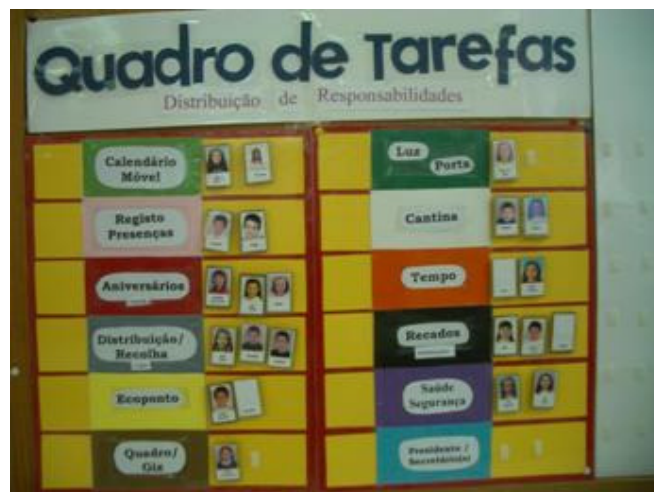 Quadro de Tarefas
Distribuição de Responsabilidades
Calendário
Móvel
Registo
Presenças
Aniversários
Distribuição/
Recolha
Ecoponto
Quadro/
Giz
Luz
Porta
Cantina
Tempo
Recados
Saúde
Segurança
Presidente /
Secretário(a)